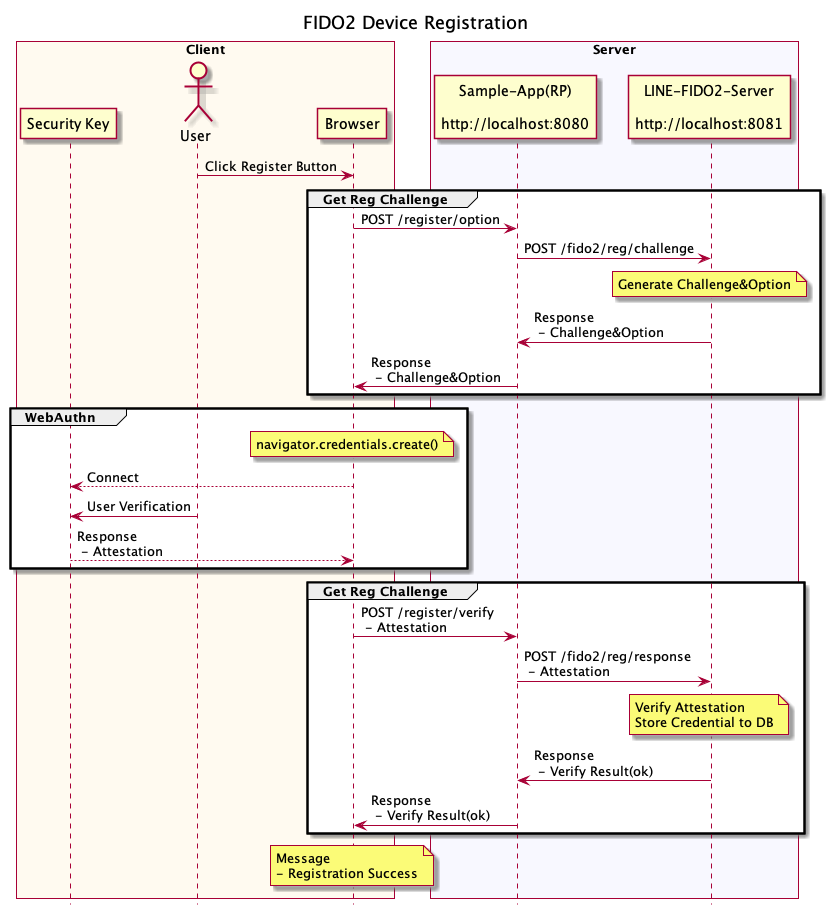 FIDO2 Device Registration
Client
Server
Security Key
User
Browser
Sample-App(RP)
http://localhost:8080
LINE-FIDO2-Server
http://localhost:8081
Click Register Button
Get Reg Challenge
POST /register/option
POST /fido2/reg/challenge
Generate Challenge&Option
Response
- Challenge&Option
Response
- Challenge&Option
WebAuthn
navigator.credentials.create()
Connect
User Verification
Response
- Attestation
Get Reg Challenge
POST /register/verify
- Attestation
POST /fido2/reg/response
- Attestation
Verify Attestation
Store Credential to DB
Response
- Verify Result(ok)
Response
- Verify Result(ok)
Message
- Registration Success